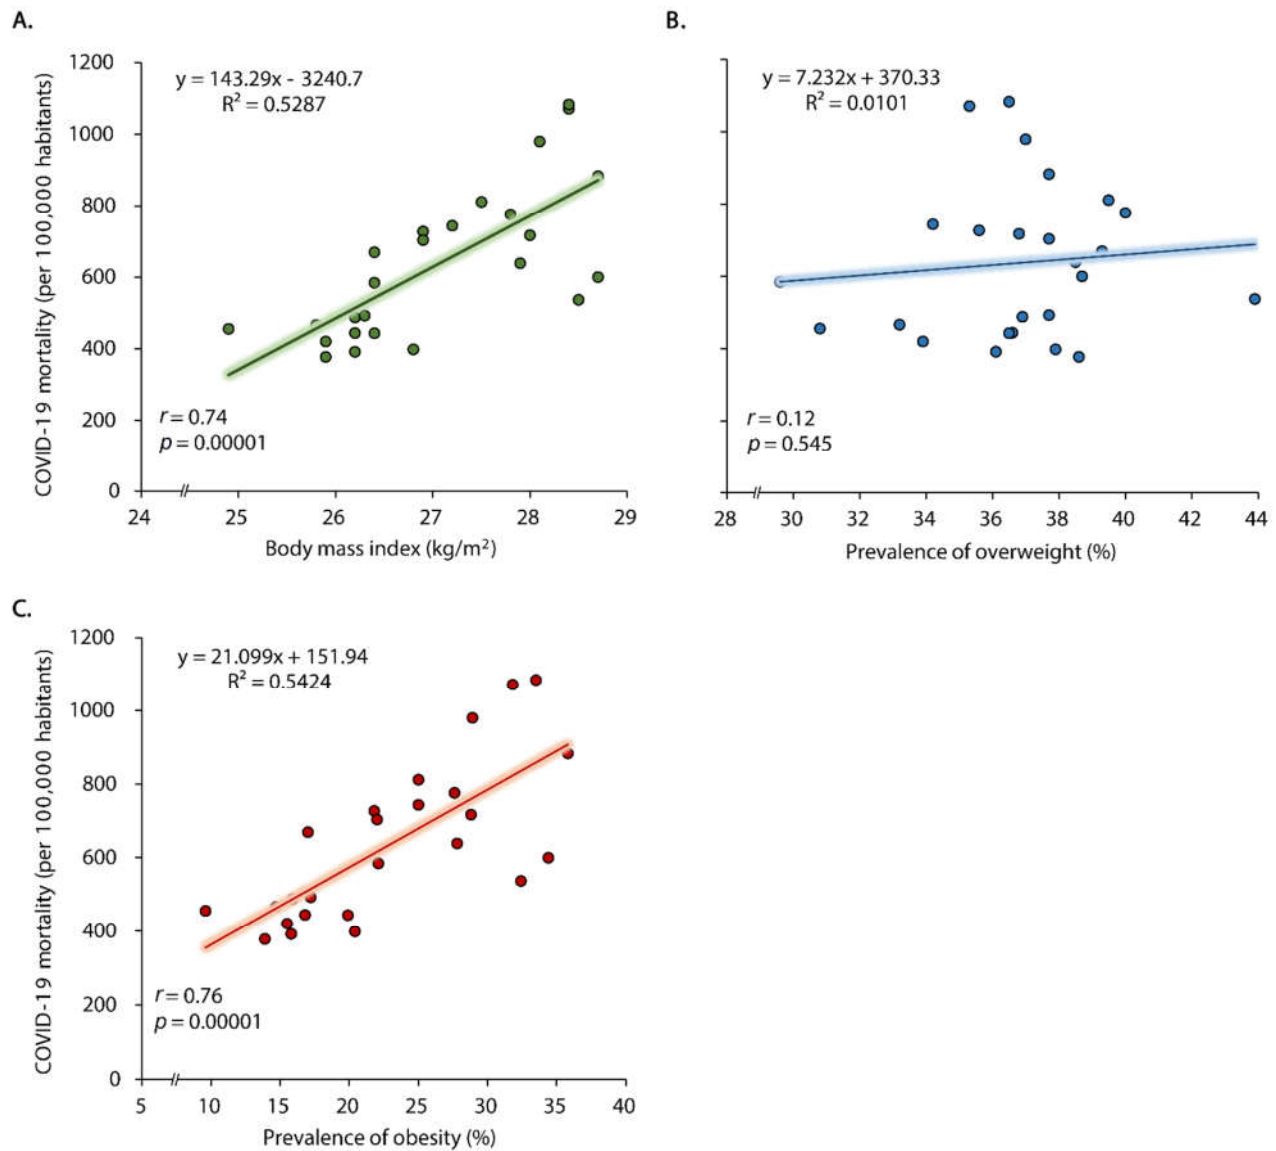 A.
COVID-19 mortality (per 100,000 habitants)
1200
1000
800
600
400
200
0
y = 143.29x - 3240.7
R² = 0.5287
r = 0.74
p = 0.00001
24 25 26 27 28 29
Body mass index (kg/m²)
B.
y = 7.232x + 370.33
R² = 0.0101
r = 0.12
p = 0.545
28 30 32 34 36 38 40 42 44
Prevalence of overweight (%)
C.
COVID-19 mortality (per 100,000 habitants)
1200
1000
800
600
400
200
0
y = 21.099x + 151.94
R² = 0.5424
r = 0.76
p = 0.00001
5 10 15 20 25 30 35 40
Prevalence of obesity (%)